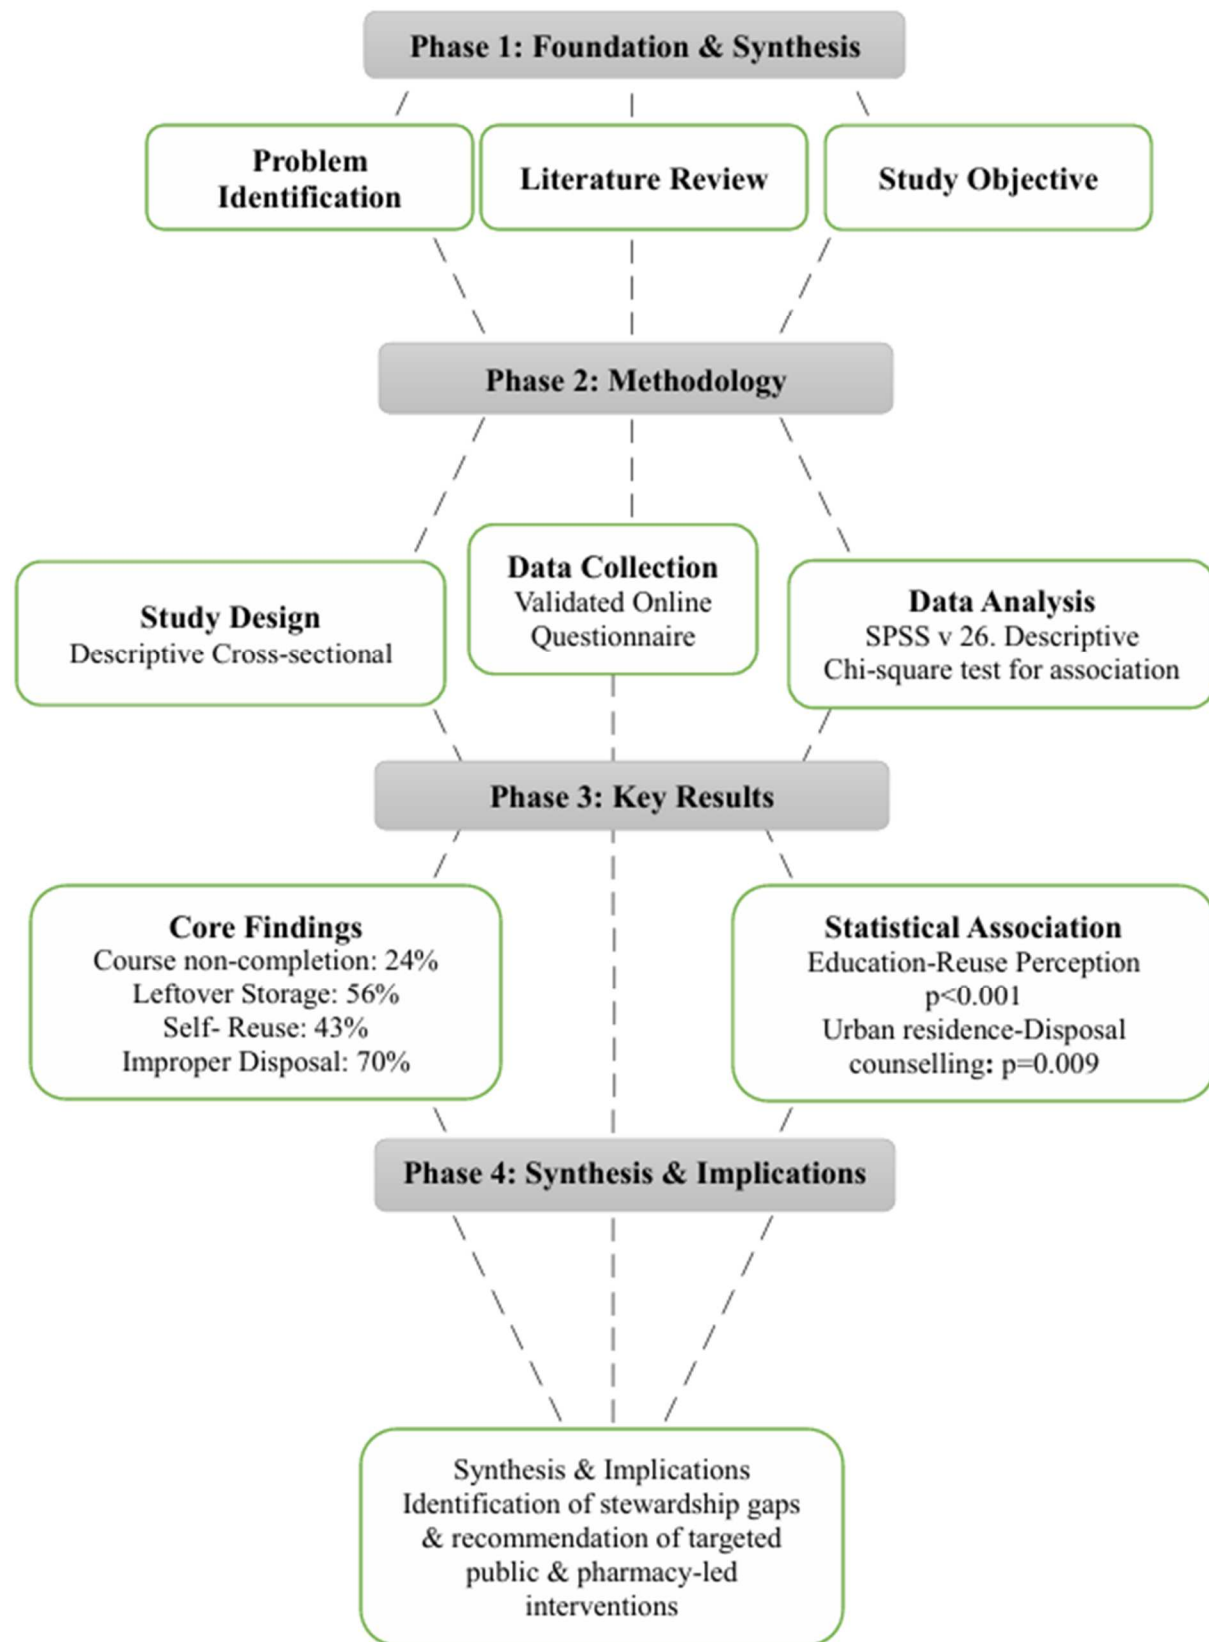 Phase 1: Foundation & Synthesis
Problem
Identification
Literature Review
Study Objective
Phase 2: Methodology
Study Design
Descriptive Cross-sectional
Data Collection
Validated Online
Questionnaire
Data Analysis
SPSS v 26. Descriptive
Chi-square test for association
Phase 3: Key Results
Core Findings
Course non-completion: 24%
Leftover Storage: 56%
Self- Reuse: 43%
Improper Disposal: 70%
Statistical Association
Education-Reuse Perception
p<0.001
Urban residence-Disposal
counselling: p=0.009
Phase 4: Synthesis & Implications
Synthesis & Implications
Identification of stewardship gaps
& recommendation of targeted
public & pharmacy-led
interventions